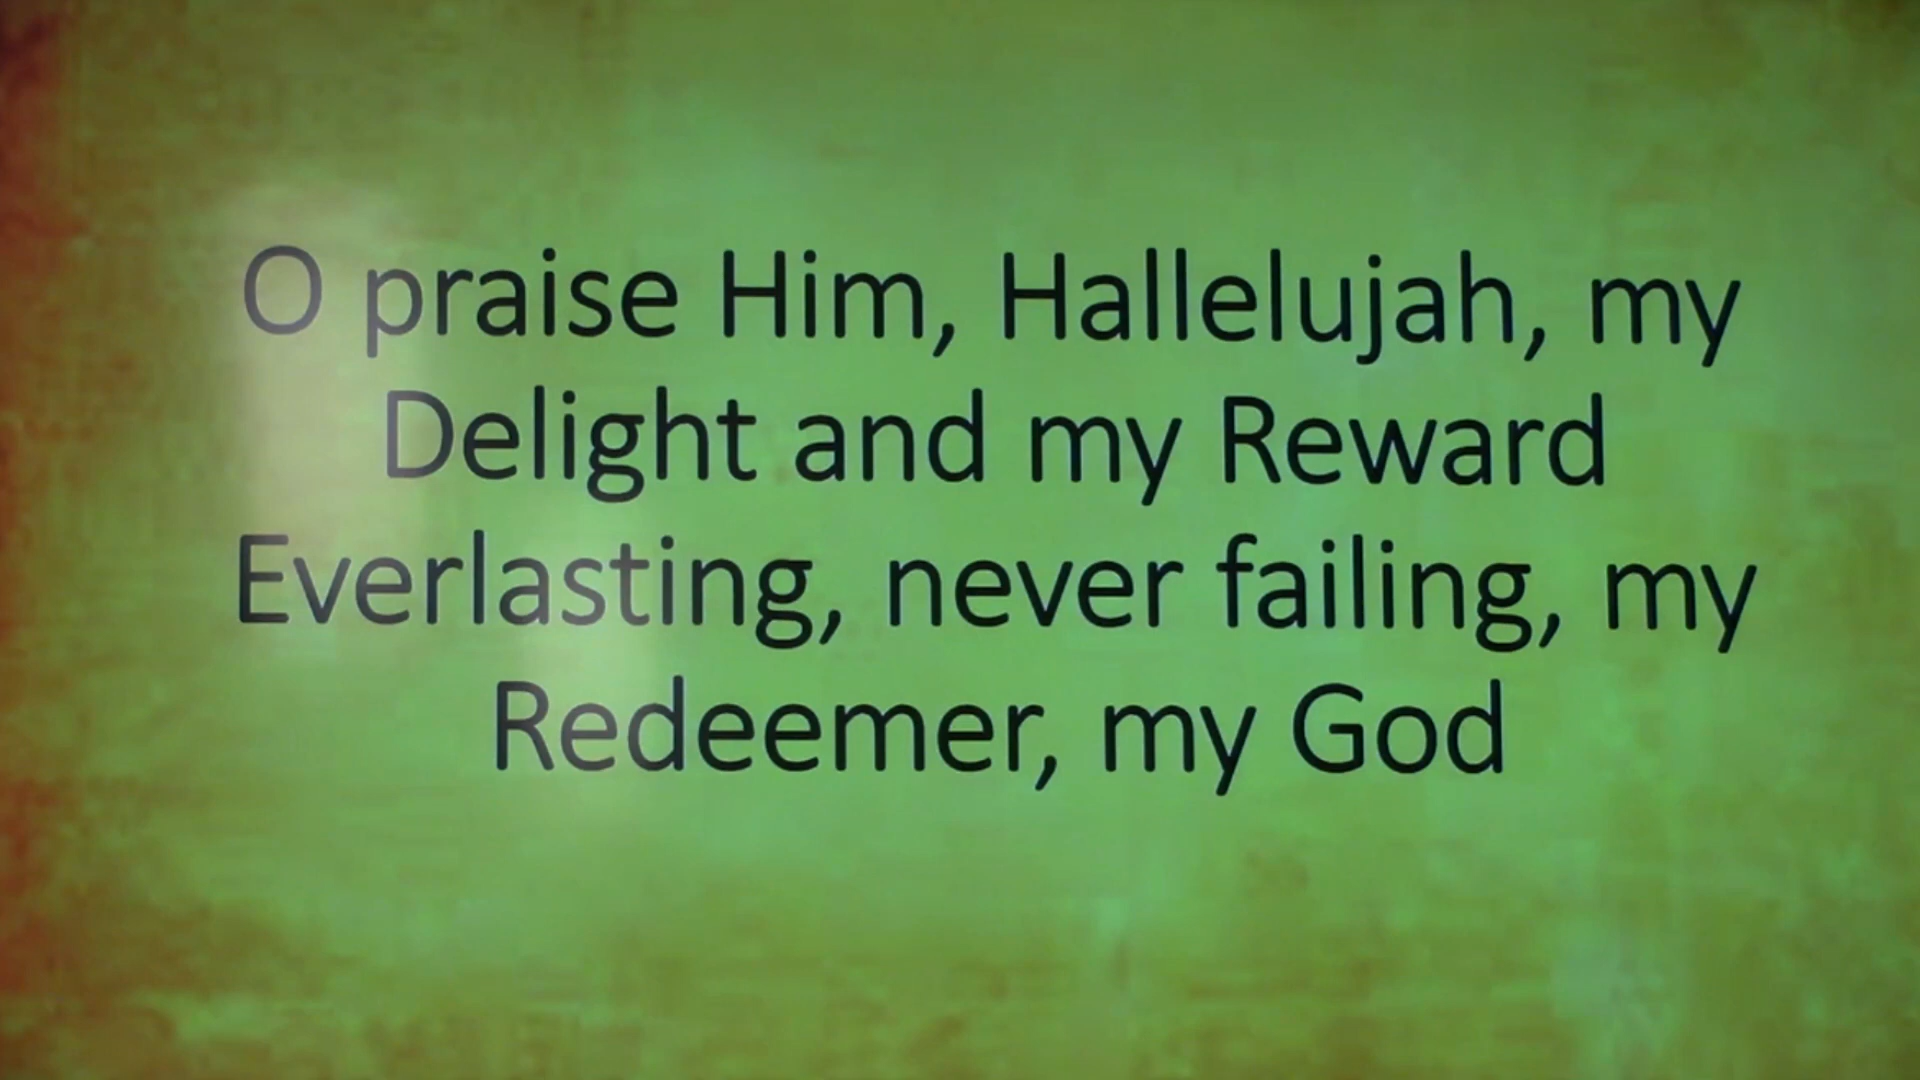 O praise Him, Hallelujah, my
Delight and my Reward
Everlasting, never failing, my
Redeemer, my God